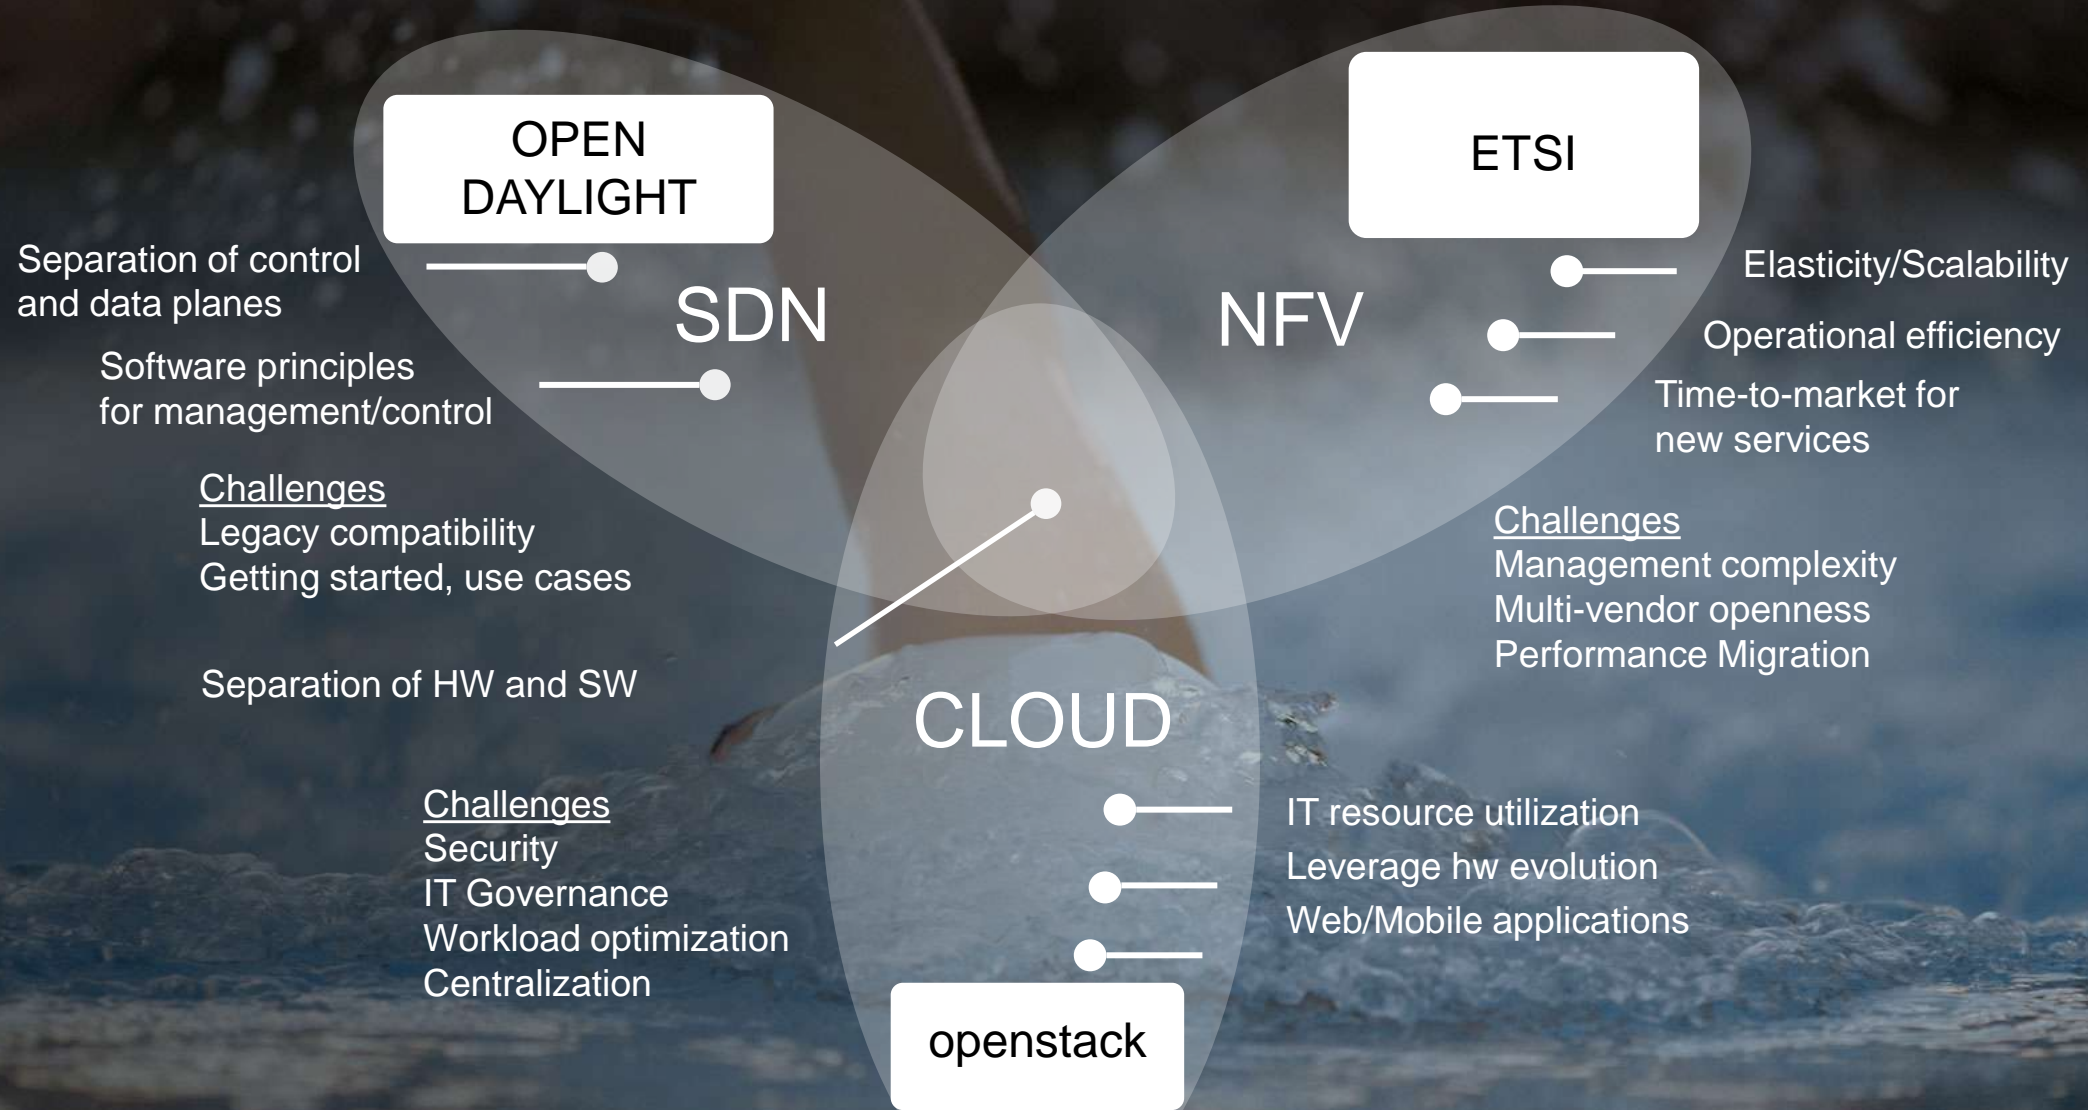 OPEN
DAYLIGHT
SDN
Separation of control
and data planes
Software principles
for management/control
Challenges
Legacy compatibility
Getting started, use cases
Separation of HW and SW
ETSI
NFV
Elasticity/Scalability
Operational efficiency
Time-to-market for
new services
Challenges
Management complexity
Multi-vendor openness
Performance Migration
CLOUD
Challenges
Security
IT Governance
Workload optimization
Centralization
IT resource utilization
Leverage hw evolution
Web/Mobile applications
openstack